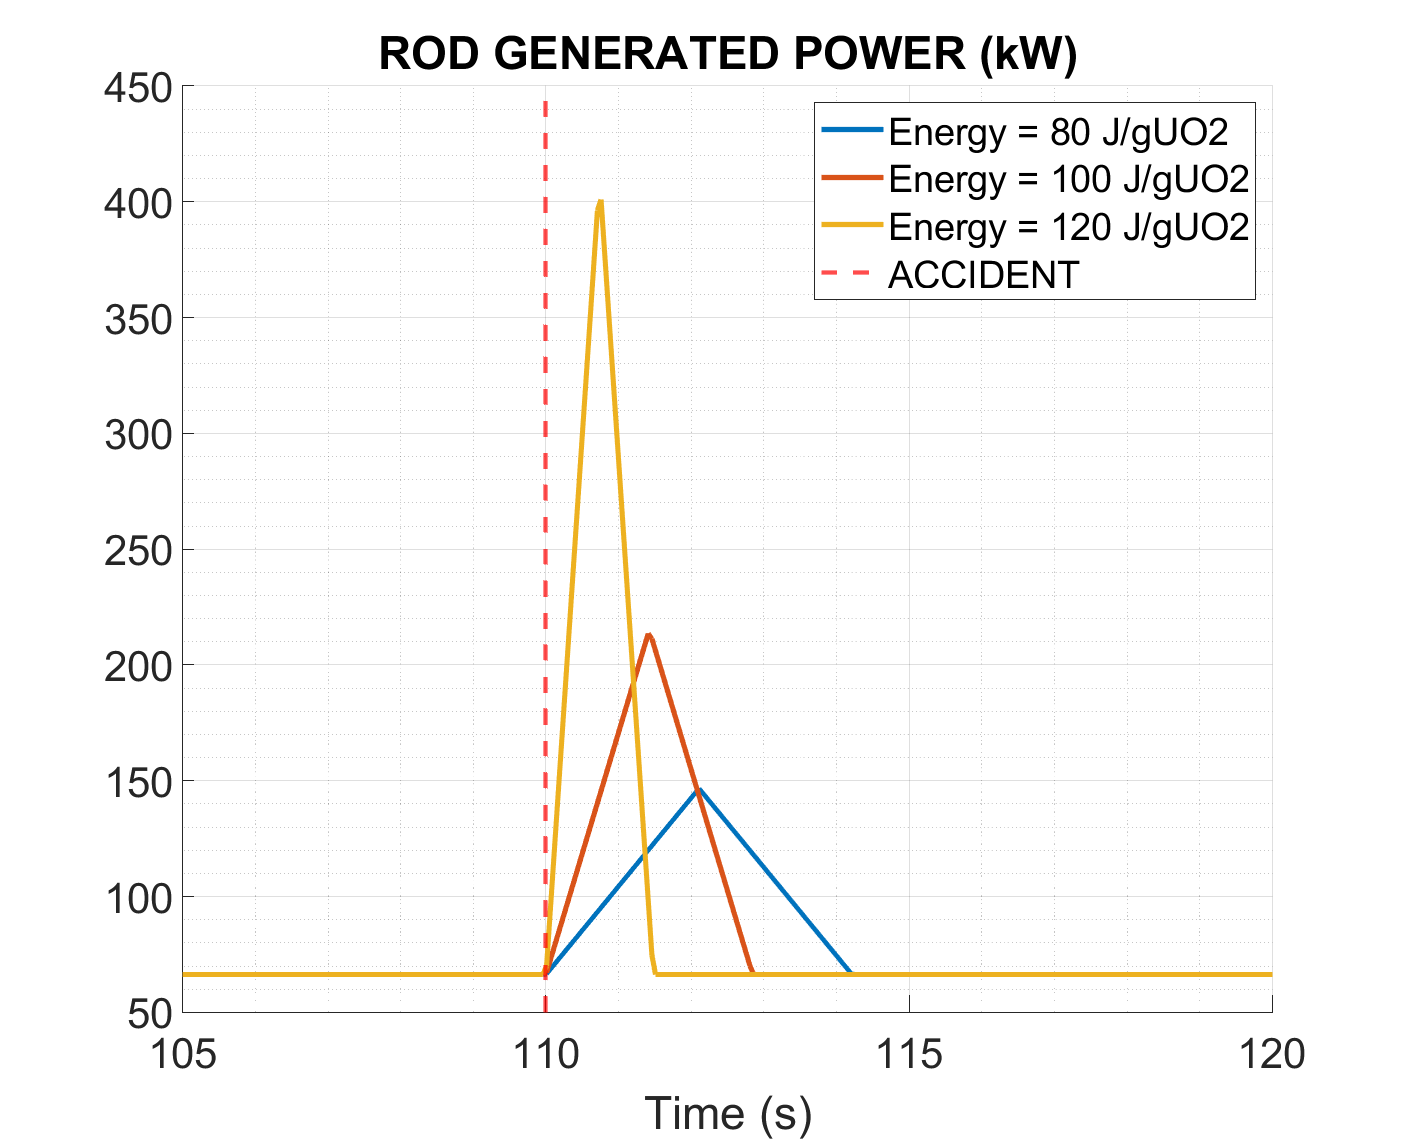 ROD GENERATED POWER (kW)
450
400
350
300
250
200
150
100
50
Energy = 80 J/gUO2
Energy = 100 J/gUO2
Energy = 120 J/gUO2
ACCIDENT
105 110 115 120
Time (s)